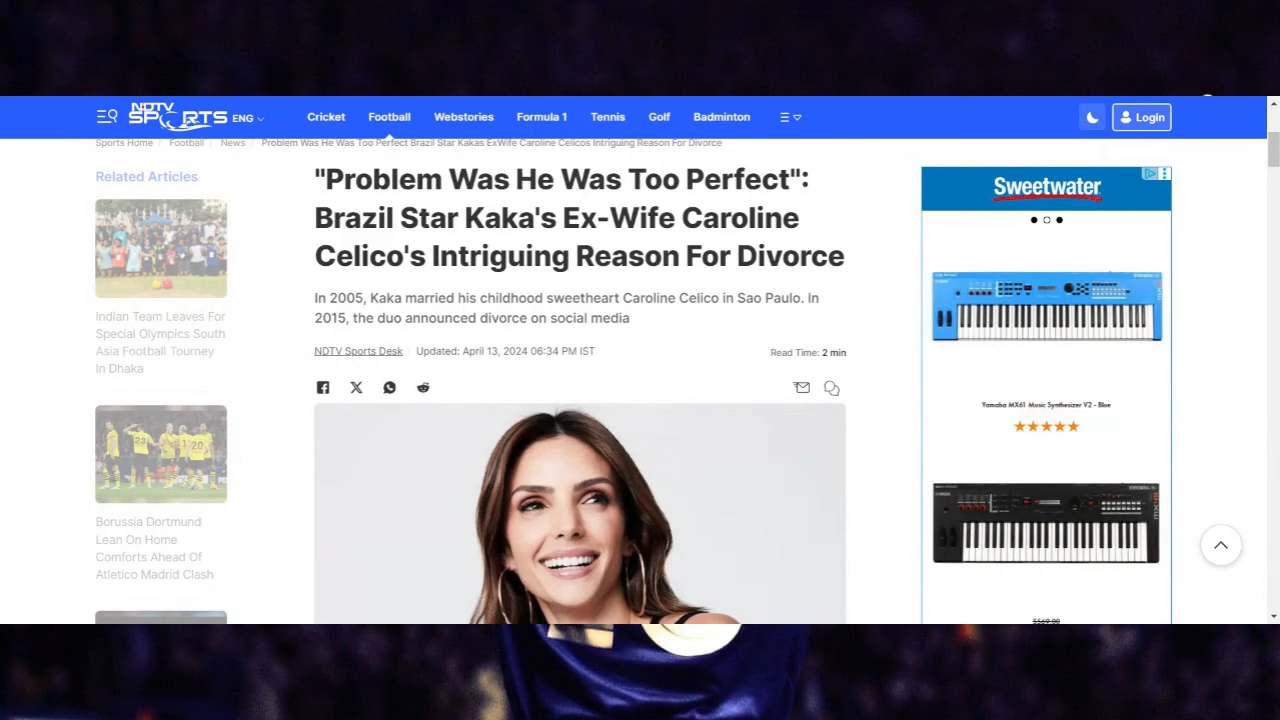 NDTV
SPORTS ENG
Cricket Football Webstories Formula 1 Tennis Golf Badminton
Login
Sports Home / Football / News / Problem Was He Was Too Perfect Brazil Star Kakas ExWife Caroline Celicos Intriguing Reason For Divorce
Related Articles
Indian Team Leaves For
Special Olympics South
Asia Football Tourney
In Dhaka
23
20
Borussia Dortmund
Lean On Home
Comforts Ahead Of
Atletico Madrid Clash
"Problem Was He Was Too Perfect":
Brazil Star Kaka's Ex-Wife Caroline
Celico's Intriguing Reason For Divorce
In 2005, Kaka married his childhood sweetheart Caroline Celico in Sao Paulo. In
2015, the duo announced divorce on social media
NDTV Sports Desk Updated: April 13, 2024 06:34 PM IST
Read Time: 2 min
Sweetwater
Yamaha MX61 Music Synthesizer V2 - Blue